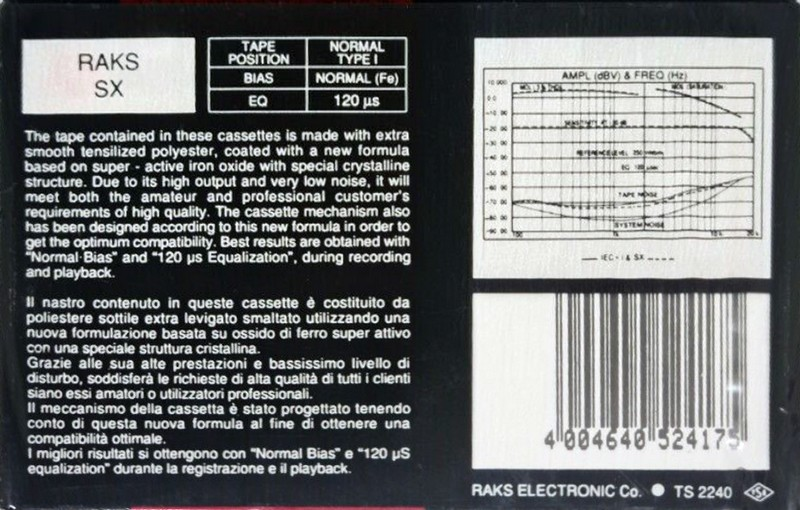 RAKS
SX
TAPE POSITION NORMAL TYPE I
BIAS NORMAL (Fe)
EQ 120 µs
The tape contained in these cassettes is made with extra
smooth tensilized polyester, coated with a new formula
based on super - active iron oxide with special crystalline
structure. Due to its high output and very low noise, it will
meet both the amateur and professional customer's
requirements of high quality. The cassette mechanism also
has been designed according to this new formula in order to
get the optimum compatibility. Best results are obtained with
"Normal Bias" and "120 µs Equalization", during recording
and playback.
Il nastro contenuto in queste cassette è costituito da
poliestere sottile extra levigato smaltato utilizzando una
nuova formulazione basata su ossido di ferro super attivo
con una speciale struttura cristallina.
Grazie alle sua alte prestazioni e bassissimo livello di
disturbo, soddisferà le richieste di alta qualità di tutti i clienti
siano essi amatori o utilizzatori professionali.
Il meccanismo della cassetta è stato progettato tenendo
conto di questa nuova formula al fine di ottenere una
compatibilità ottimale.
I migliori risultati si ottengono con "Normal Bias" e "120 µS
equalization" durante la registrazione e il playback.
AMPL (dBV) & FREQ (Hz)
SENSITIVITY AT
REFERENCE LEVEL 250
EQ 120 µsec
TAPE NOISE
SYSTEM NOISE
IEC - I & SX
4 004640 524175
RAKS ELECTRONIC Co. ● TS 2240